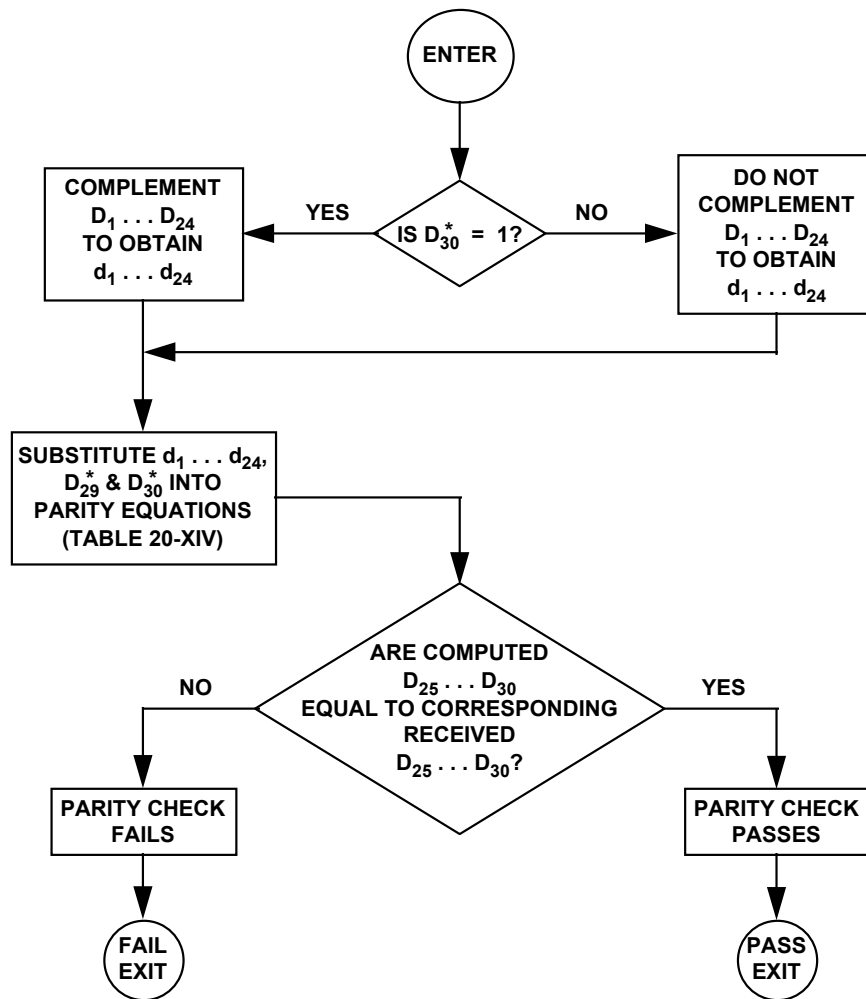 ENTER
COMPLEMENT
D₁ . . . D₂₄
TO OBTAIN
d₁ . . . d₂₄
YES
IS D*₃₀ = 1?
NO
DO NOT
COMPLEMENT
D₁ . . . D₂₄
TO OBTAIN
d₁ . . . d₂₄
SUBSTITUTE d₁ . . . d₂₄,
D*₂₉ & D*₃₀ INTO
PARITY EQUATIONS
(TABLE 20-XIV)
ARE COMPUTED
D₂₅ . . . D₃₀
EQUAL TO CORRESPONDING
RECEIVED
D₂₅ . . . D₃₀?
NO
YES
PARITY CHECK
FAILS
PARITY CHECK
PASSES
FAIL
EXIT
PASS
EXIT